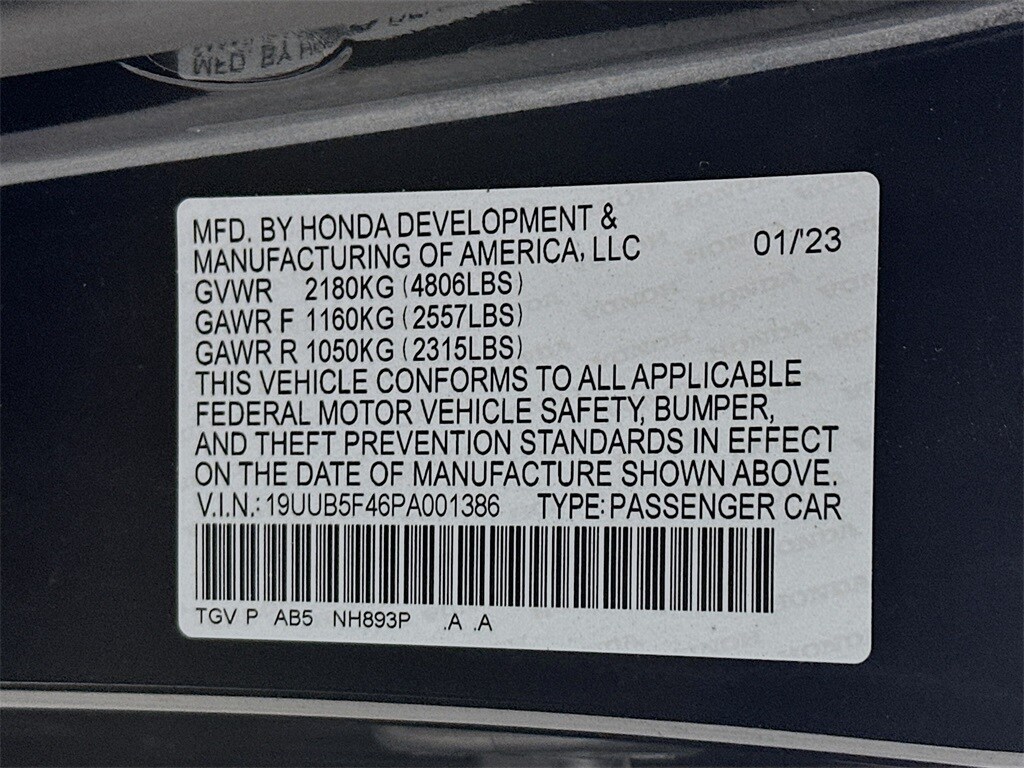 MFD. BY HONDA DEVELOPMENT &
MANUFACTURING OF AMERICA, LLC 01/'23
GVWR 2180KG (4806LBS)
GAWR F 1160KG (2557LBS)
GAWR R 1050KG (2315LBS)
THIS VEHICLE CONFORMS TO ALL APPLICABLE
FEDERAL MOTOR VEHICLE SAFETY, BUMPER,
AND THEFT PREVENTION STANDARDS IN EFFECT
ON THE DATE OF MANUFACTURE SHOWN ABOVE.
V.I.N.: 19UUB5F46PA001386 TYPE: PASSENGER CAR
TGV P AB5 NH893P .A .A